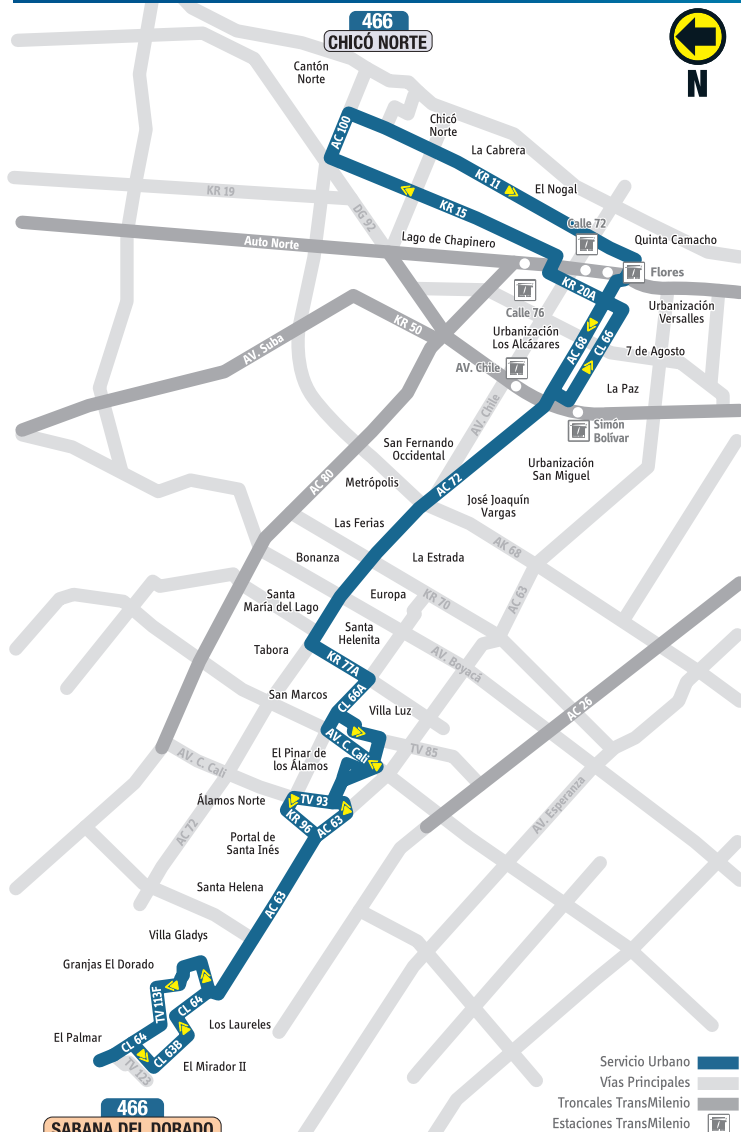 466
CHICÓ NORTE
N
Cantón
Norte
Chicó
Norte
La Cabrera
AC 100
KR 11
El Nogal
KR 19
KR 15
DG 92
Calle 72
Lago de Chapinero
Quinta Camacho
Auto Norte
Flores
KR 20A
Calle 76
Urbanización
Versalles
KR 50
Urbanización
Los Alcázares
AC 68
CL 66
7 de Agosto
AV. Suba
AV. Chile
La Paz
AV. Chile
Simón
Bolívar
San Fernando
Occidental
Urbanización
San Miguel
AC 80
Metrópolis
AC 72
José Joaquín
Vargas
Las Ferias
AK 68
Bonanza
La Estrada
Santa
María del Lago
Europa
KR 70
AC 63
Santa
Helenita
Tabora
KR 77A
AV. Boyacá
San Marcos
CL 66A
Villa Luz
AC 26
AV. C. Cali
TV 85
El Pinar de
los Álamos
AV. C. Cali
Álamos Norte
TV 93
AV. Esperanza
KR 96
AC 63
AC 72
Portal de
Santa Inés
Santa Helena
AC 63
Villa Gladys
Granjas El Dorado
TV 113F
CL 64
Los Laureles
El Palmar
CL 64
CL 63B
El Mirador II
TV 123
466
SABANA DEL DORADO
Servicio Urbano
Vías Principales
Troncales TransMilenio
Estaciones TransMilenio